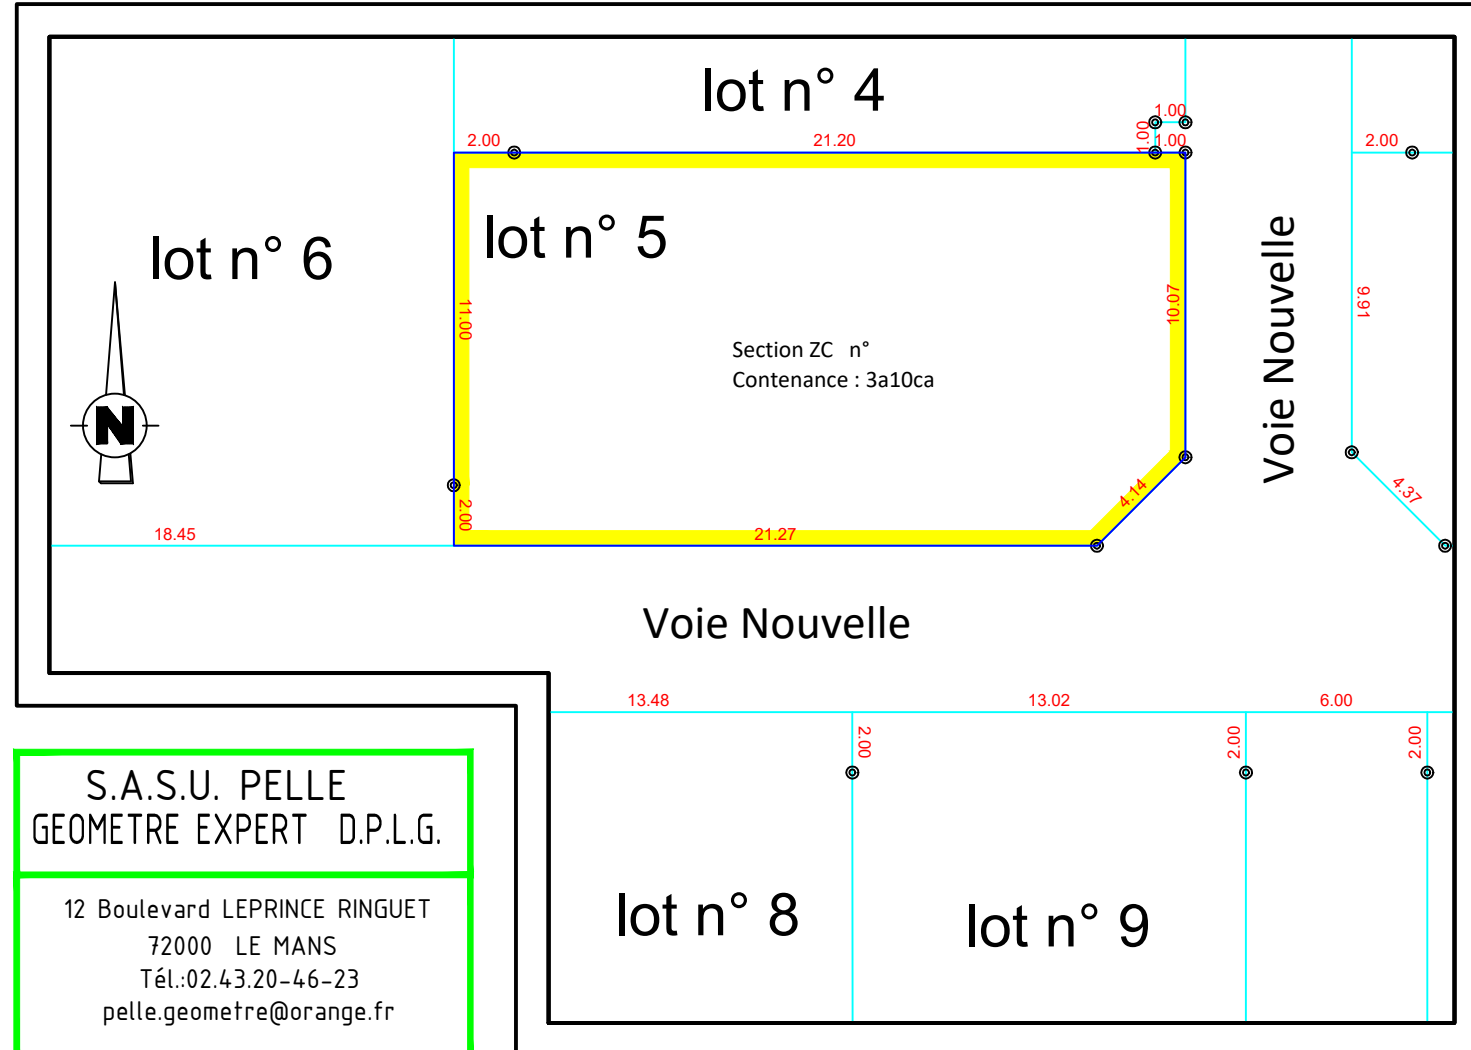 lot n° 4
1.00
1.00
2.00
21.20
1.00
2.00
lot n° 5
lot n° 6
Voie Nouvelle
11.00
10.07
9.91
Section ZC n°
Contenance : 3a10ca
N
4.14
4.37
2.00
18.45
21.27
Voie Nouvelle
13.48
13.02
6.00
2.00
2.00
2.00
lot n° 8
lot n° 9
S.A.S.U. PELLE
GEOMETRE EXPERT D.P.L.G.
12 Boulevard LEPRINCE RINGUET
72000 LE MANS
Tél.:02.43.20-46-23
pelle.geometre@orange.fr